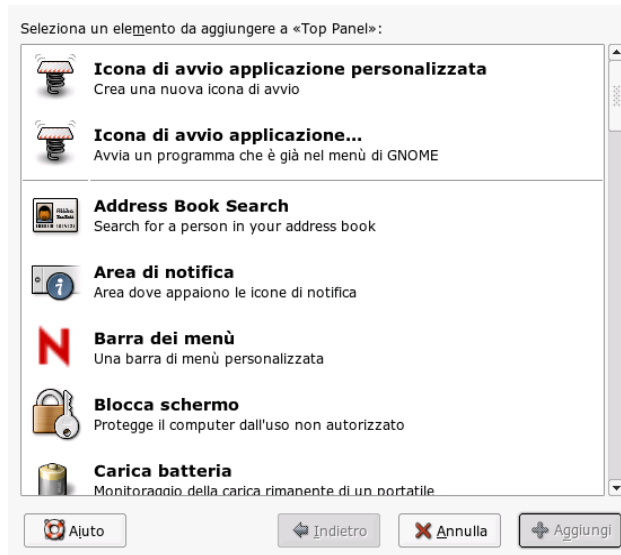 Seleziona un elemento da aggiungere a «Top Panel»:
Icona di avvio applicazione personalizzata
Crea una nuova icona di avvio
Icona di avvio applicazione...
Avvia un programma che è già nel menù di GNOME
Address Book Search
Search for a person in your address book
Area di notifica
Area dove appaiono le icone di notifica
Barra dei menù
Una barra di menù personalizzata
Blocca schermo
Protegge il computer dall'uso non autorizzato
Carica batteria
Monitoraggio della carica rimanente di un portatile
Aiuto Indietro Annulla Aggiungi